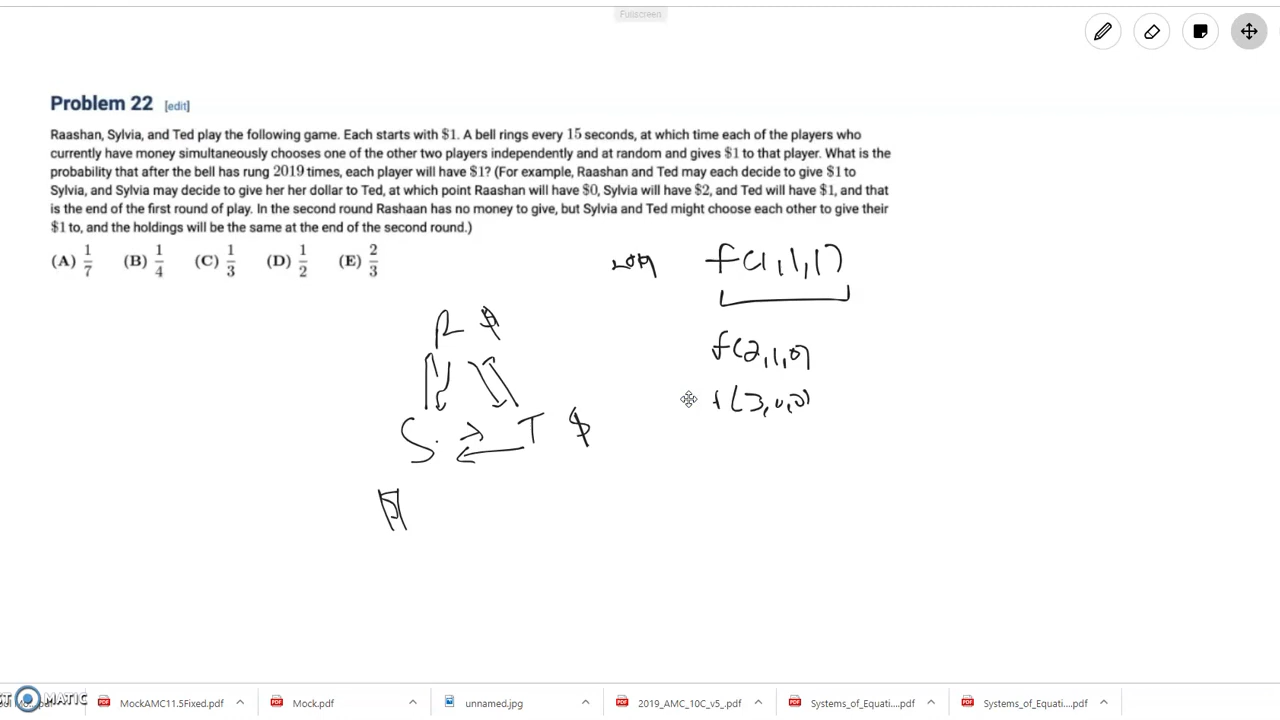 Fullscreen
Problem 22 [edit]
Raashan, Sylvia, and Ted play the following game. Each starts with $1. A bell rings every 15 seconds, at which time each of the players who
currently have money simultaneously chooses one of the other two players independently and at random and gives $1 to that player. What is the
probability that after the bell has rung 2019 times, each player will have $1? (For example, Raashan and Ted may each decide to give $1 to
Sylvia, and Sylvia may decide to give her her dollar to Ted, at which point Raashan will have $0, Sylvia will have $2, and Ted will have $1, and that
is the end of the first round of play. In the second round Rashaan has no money to give, but Sylvia and Ted might choose each other to give their
$1 to, and the holdings will be the same at the end of the second round.)
(A) 1/7 (B) 1/4 (C) 1/3 (D) 1/2 (E) 2/3
2019 f(1,1,1)
R $
f(2,1,0)
f(3,0,0)
S T $
MATIC
MockAMC11.5Fixed.pdf Mock.pdf unnamed.jpg 2019_AMC_10C_v5_.pdf Systems_of_Equati....pdf Systems_of_Equati....pdf